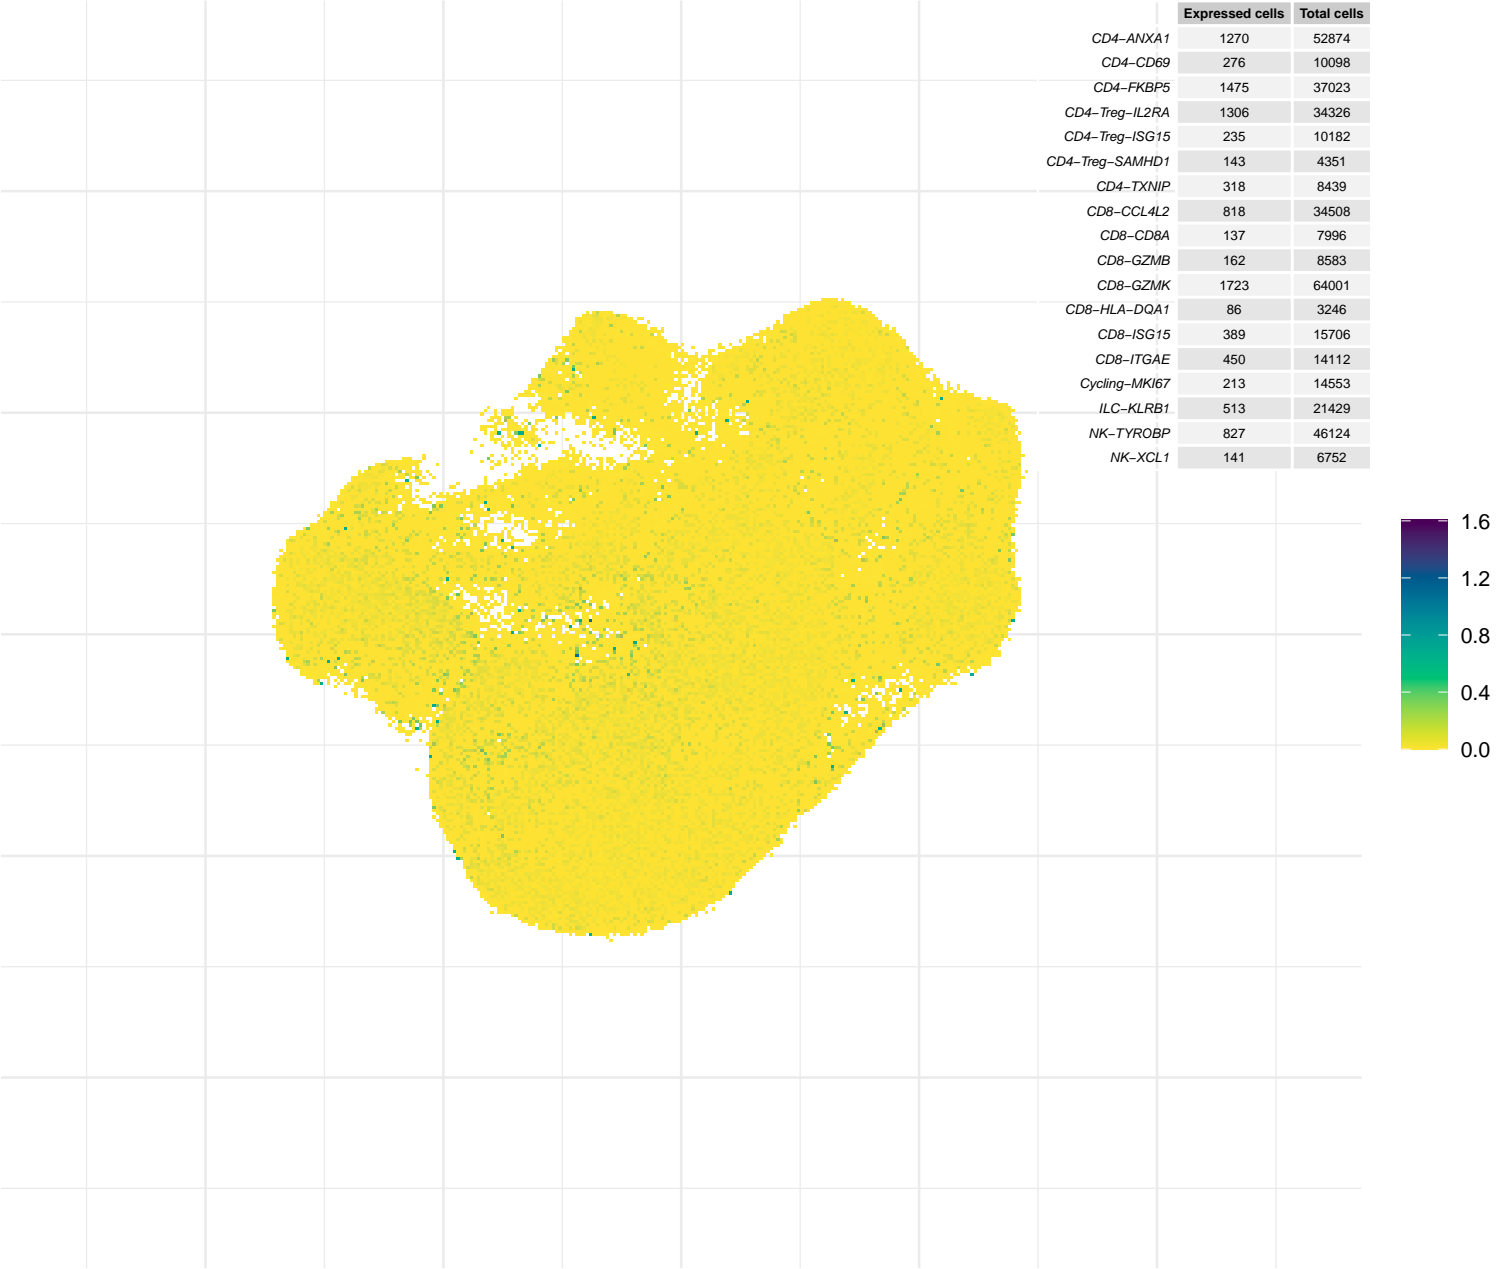 Expressed cells Total cells
CD4−ANXA1 1270 52874
CD4−CD69 276 10098
CD4−FKBP5 1475 37023
CD4−Treg−IL2RA 1306 34326
CD4−Treg−ISG15 235 10182
CD4−Treg−SAMHD1 143 4351
CD4−TXNIP 318 8439
CD8−CCL4L2 818 34508
CD8−CD8A 137 7996
CD8−GZMB 162 8583
CD8−GZMK 1723 64001
CD8−HLA−DQA1 86 3246
CD8−ISG15 389 15706
CD8−ITGAE 450 14112
Cycling−MKI67 213 14553
ILC−KLRB1 513 21429
NK−TYROBP 827 46124
NK−XCL1 141 6752
1.6
1.2
0.8
0.4
0.0